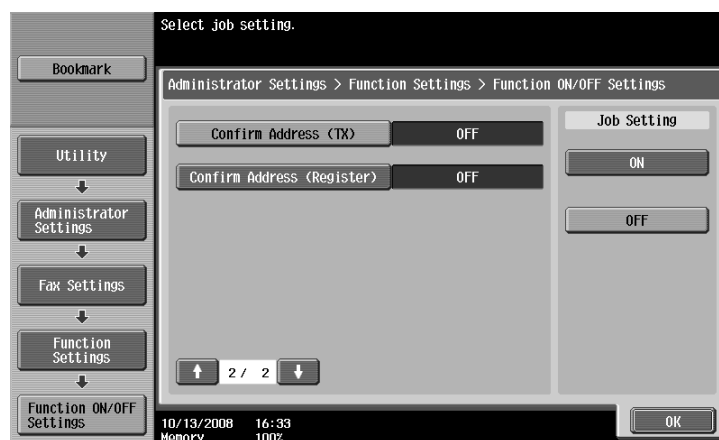 Select job setting.
Bookmark
Administrator Settings > Function Settings > Function ON/OFF Settings
Utility
Administrator
Settings
Fax Settings
Function
Settings
Function ON/OFF
Settings
Confirm Address (TX)
OFF
Confirm Address (Register)
OFF
2/ 2
Job Setting
ON
OFF
10/13/2008 16:33
Memory 100%
OK